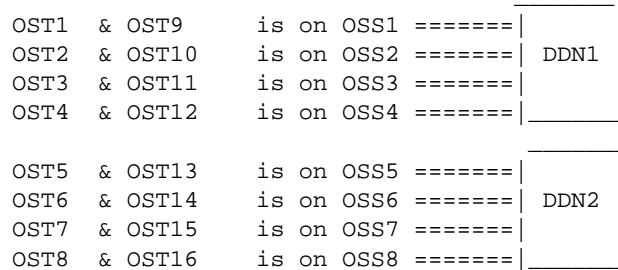 OST1 & OST9 is on OSS1 =======|
OST2 & OST10 is on OSS2 =======| DDN1
OST3 & OST11 is on OSS3 =======|
OST4 & OST12 is on OSS4 =======|_______
OST5 & OST13 is on OSS5 =======|
OST6 & OST14 is on OSS6 =======| DDN2
OST7 & OST15 is on OSS7 =======|
OST8 & OST16 is on OSS8 =======|_______